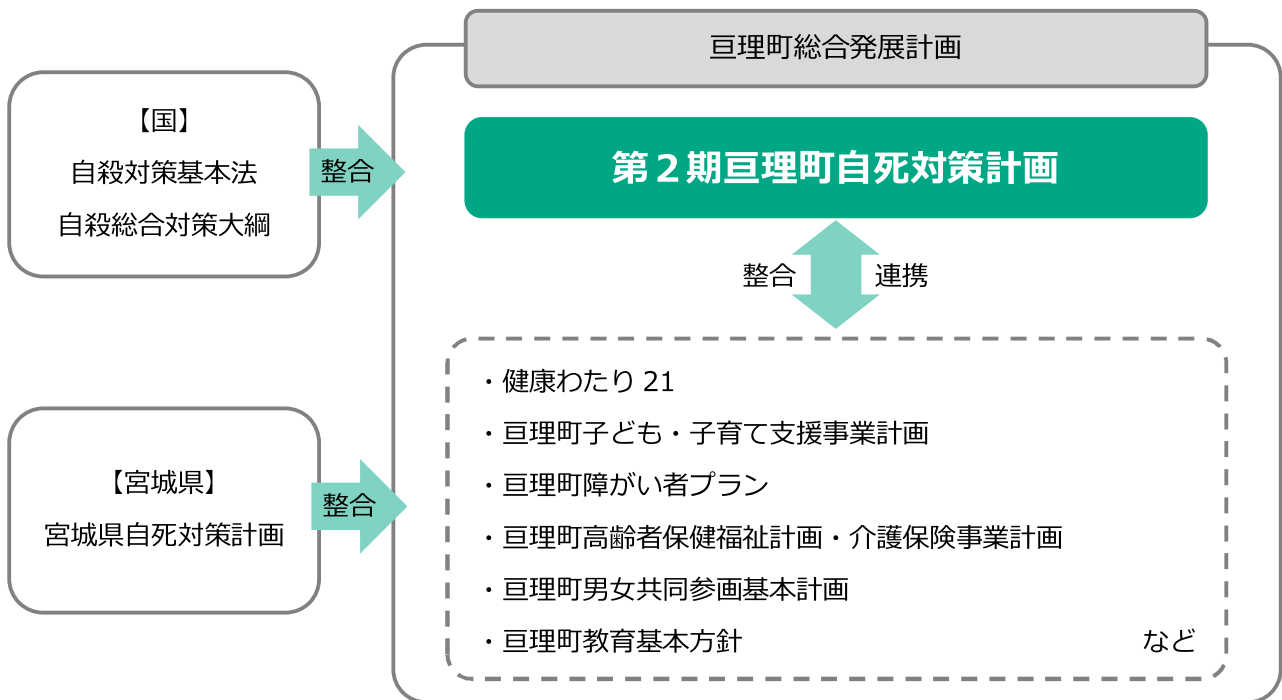 亘理町総合発展計画
【国】
自殺対策基本法
自殺総合対策大綱
整合
第２期亘理町自死対策計画
整合 連携
【宮城県】
宮城県自死対策計画
整合
・健康わたり 21
・亘理町子ども・子育て支援事業計画
・亘理町障がい者プラン
・亘理町高齢者保健福祉計画・介護保険事業計画
・亘理町男女共同参画基本計画
・亘理町教育基本方針 など